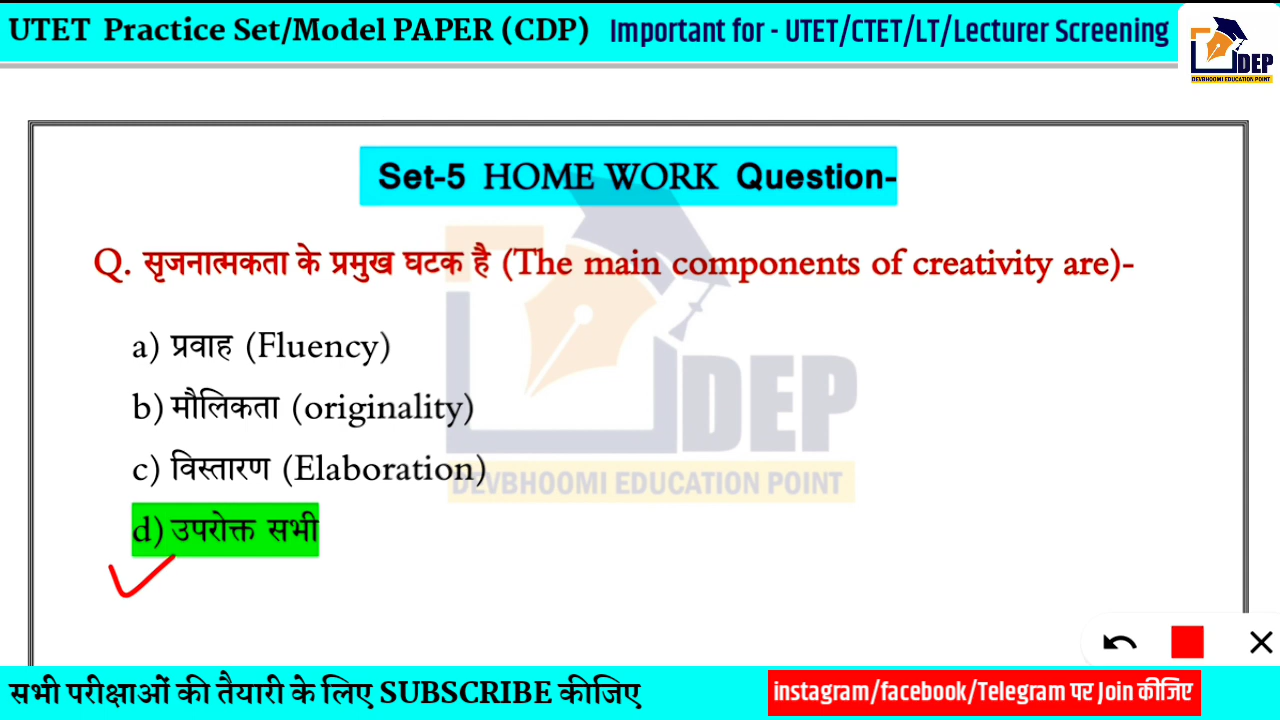 UTET Practice Set/Model PAPER (CDP) Important for - UTET/CTET/LT/Lecturer Screening
DEP
DEVBHOOMI EDUCATION POINT
Set-5 HOME WORK Question-
Q. सृजनात्मकता के प्रमुख घटक है (The main components of creativity are)-
a) प्रवाह (Fluency)
b) मौलिकता (originality)
c) विस्तारण (Elaboration)
d) उपरोक्त सभी
DEP
DEVBHOOMI EDUCATION POINT
सभी परीक्षाओं की तैयारी के लिए SUBSCRIBE कीजिए
instagram/facebook/Telegram पर Join कीजिए